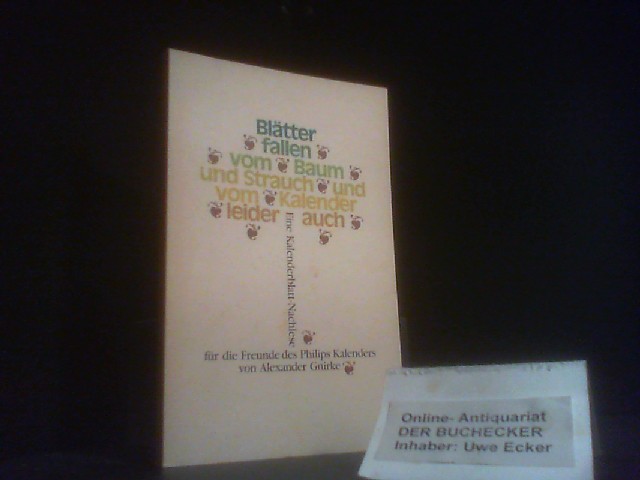 Blätter
fallen
vom Baum
und Strauch und
vom Kalender
leider auch
Eine Kalenderblatt-Nachlese
für die Freunde des Philips Kalenders
von Alexander Gnirke
Online- Antiquariat
DER BUCHECKER
Inhaber: Uwe Ecker